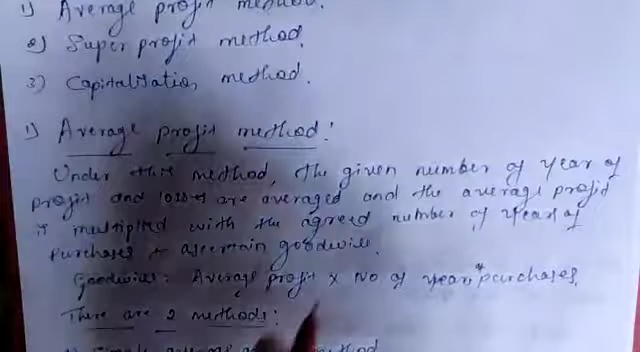 1) Average profit method.
2) Super profit method.
3) Capitalisation method.
1) Average profit method:
Under this method, the given number of year of
profit and losses are averaged and the average profit
is multiplied with the agreed number of years of
purchases to ascertain goodwill.
Goodwill: Average profit x No of year of purchases.
There are 2 methods:
method